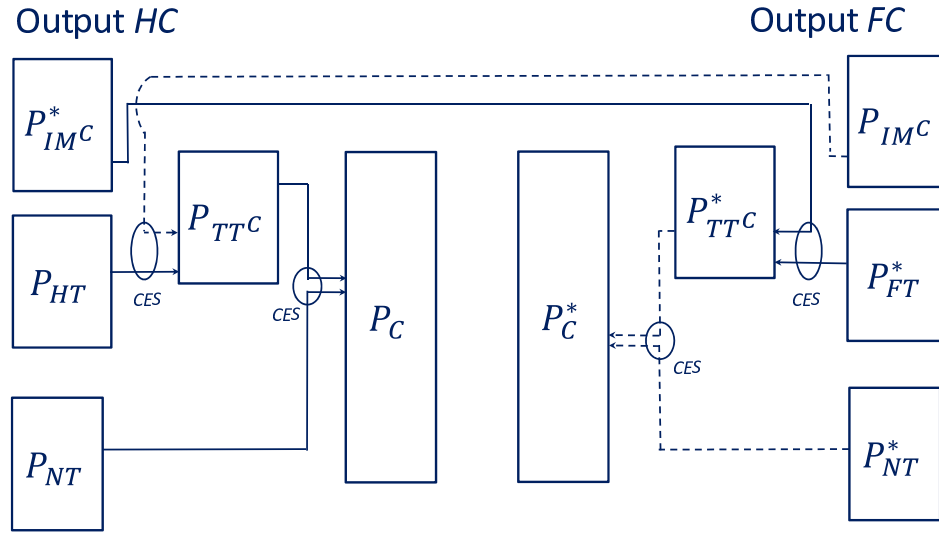 Output HC
Output FC
P*IMC
PIMC
PTTC
P*TTC
PHT
P*FT
CES
CES
CES
CES
PC
P*C
PNT
P*NT